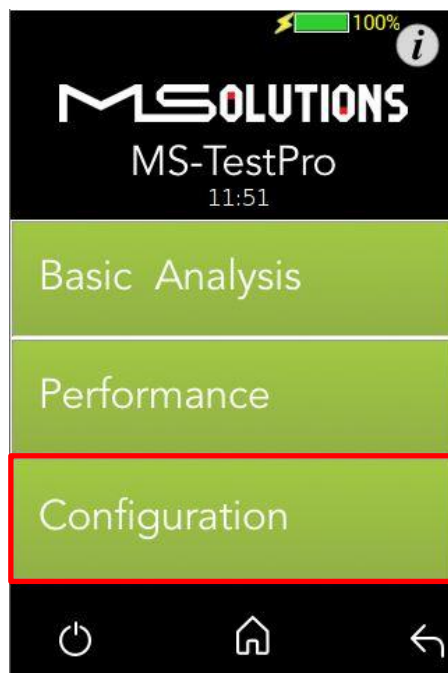 100%
i
MSOLUTIONS
MS-TestPro
11:51
Basic Analysis
Performance
Configuration